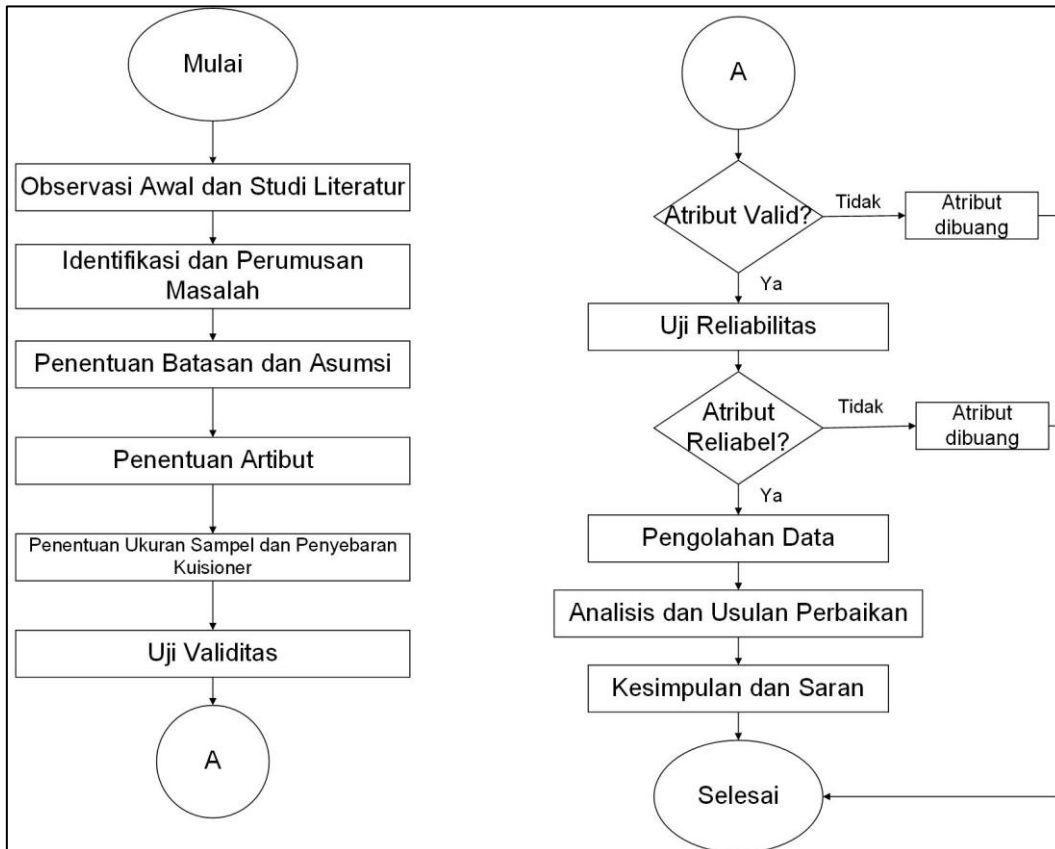 Mulai
Observasi Awal dan Studi Literatur
Identifikasi dan Perumusan
Masalah
Penentuan Batasan dan Asumsi
Penentuan Artibut
Penentuan Ukuran Sampel dan Penyebaran
Kuisioner
Uji Validitas
A
A
Atribut Valid?
Tidak
Atribut
dibuang
Ya
Uji Reliabilitas
Atribut
Reliabel?
Tidak
Atribut
dibuang
Ya
Pengolahan Data
Analisis dan Usulan Perbaikan
Kesimpulan dan Saran
Selesai